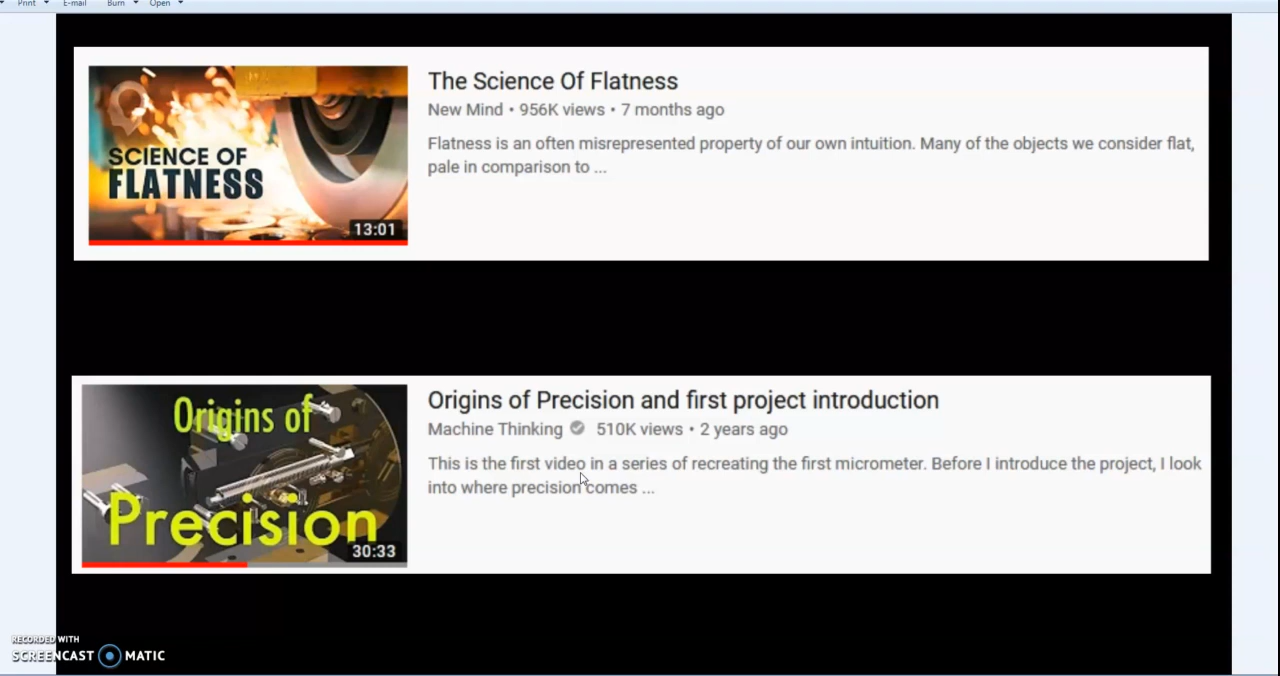 Print
E-mail
Burn
Open
SCIENCE OF
FLATNESS
13:01
The Science Of Flatness
New Mind • 956K views • 7 months ago
Flatness is an often misrepresented property of our own intuition. Many of the objects we consider flat,
pale in comparison to ...
Origins of
Precision
30:33
Origins of Precision and first project introduction
Machine Thinking 510K views • 2 years ago
This is the first video in a series of recreating the first micrometer. Before I introduce the project, I look
into where precision comes ...
RECORDED WITH
SCREENCAST MATIC